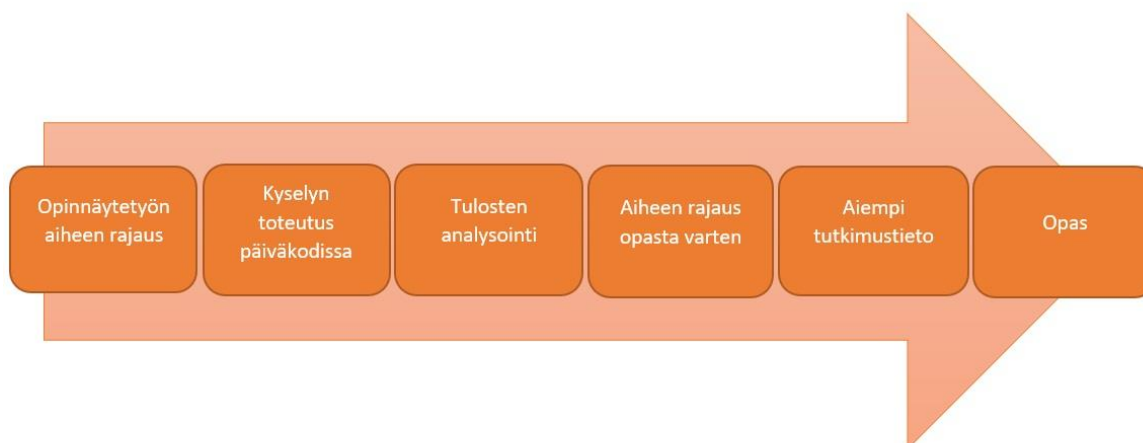 Opinnäytetyön
aiheen rajaus
Kyselyn
toteutus
päiväkodissa
Tulosten
analysointi
Aiheen rajaus
opasta varten
Aiempi
tutkimustieto
Opas